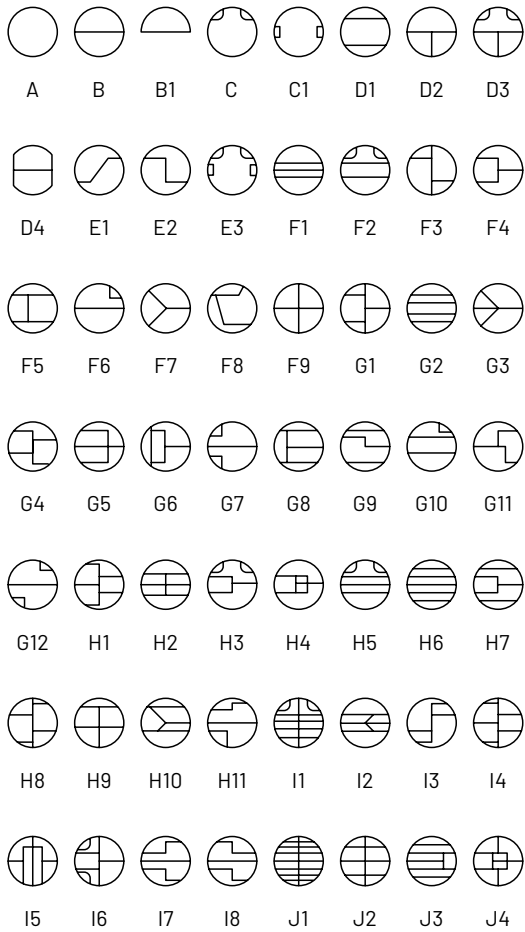 A B B1 C C1 D1 D2 D3
D4 E1 E2 E3 F1 F2 F3 F4
F5 F6 F7 F8 F9 G1 G2 G3
G4 G5 G6 G7 G8 G9 G10 G11
G12 H1 H2 H3 H4 H5 H6 H7
H8 H9 H10 H11 I1 I2 I3 I4
I5 I6 I7 I8 J1 J2 J3 J4